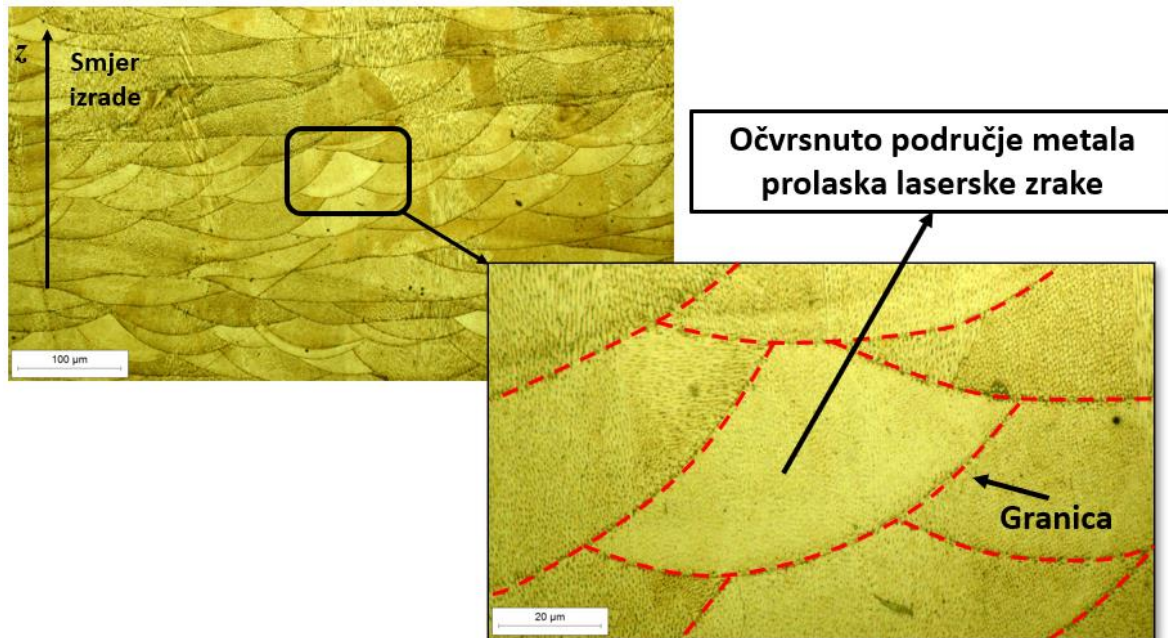 z
Smjer
izrade
100 µm
Očvrsnuto područje metala
prolaska laserske zrake
Granica
20 µm